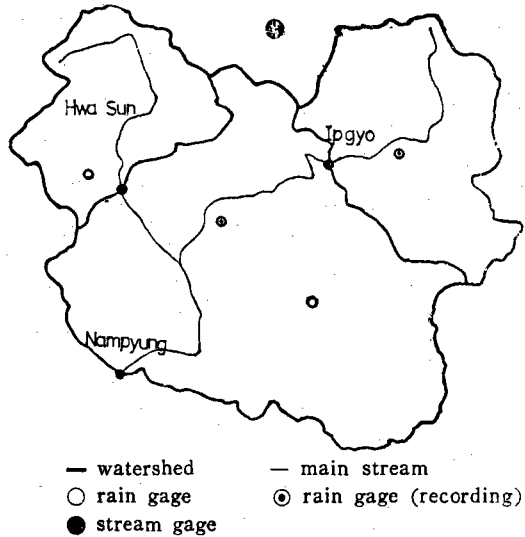 Hwa Sun
Ipgyo
Nampyung
watershed
main stream
rain gage
rain gage (recording)
stream gage